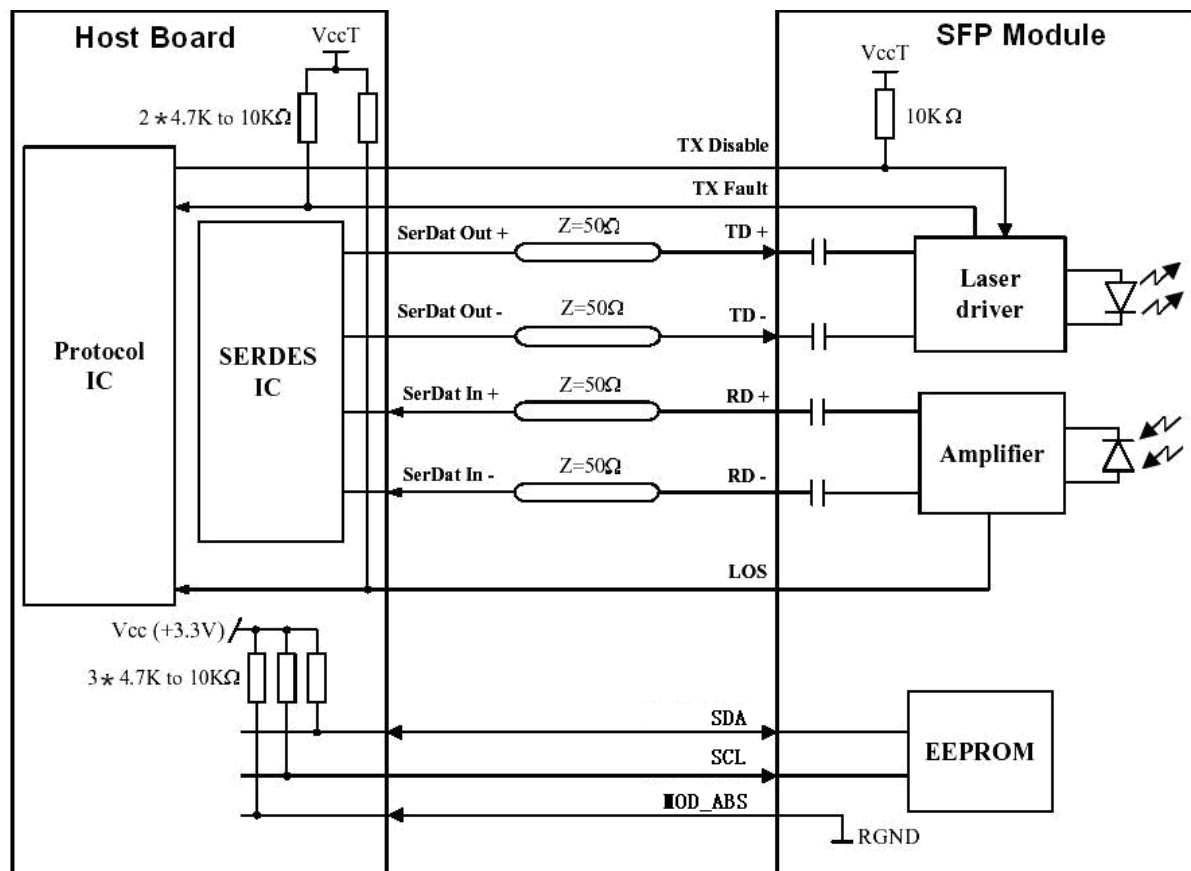 Host Board
SFP Module
VccT
VccT
2*4.7K to 10KΩ
10KΩ
TX Disable
TX Fault
SerDat Out +
Z=50Ω
TD +
SerDat Out -
Z=50Ω
TD -
SerDat In +
Z=50Ω
RD +
SerDat In -
Z=50Ω
RD -
Protocol
IC
SERDES
IC
Laser
driver
Amplifier
LOS
Vcc (+3.3V)
3*4.7K to 10KΩ
SDA
SCL
MOD_ABS
EEPROM
RGND